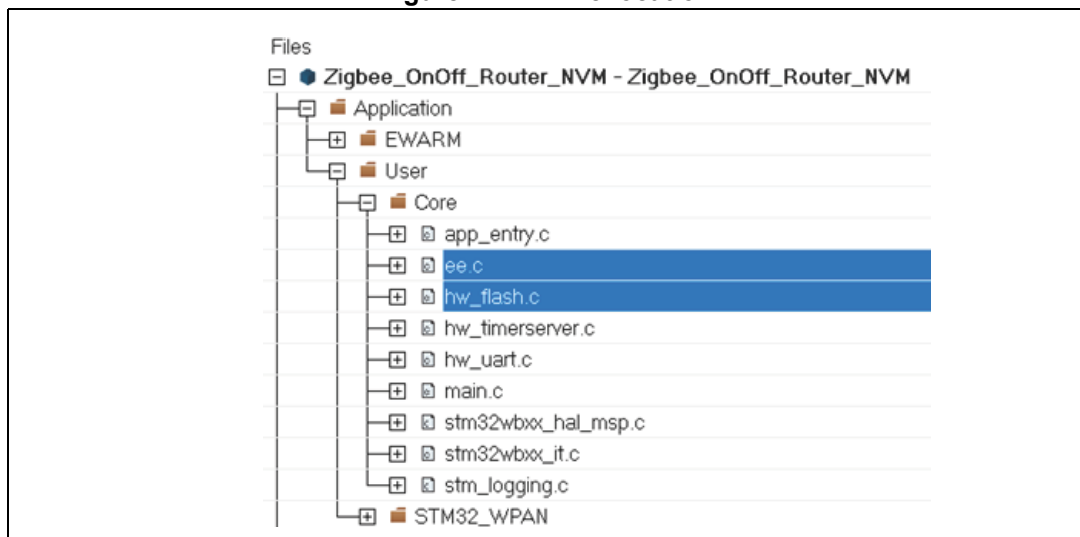 Files
Zigbee_OnOff_Router_NVM - Zigbee_OnOff_Router_NVM
Application
EWARM
User
Core
app_entry.c
ee.c
hw_flash.c
hw_timerserver.c
hw_uart.c
main.c
stm32wbxx_hal_msp.c
stm32wbxx_it.c
stm_logging.c
STM32_WPAN